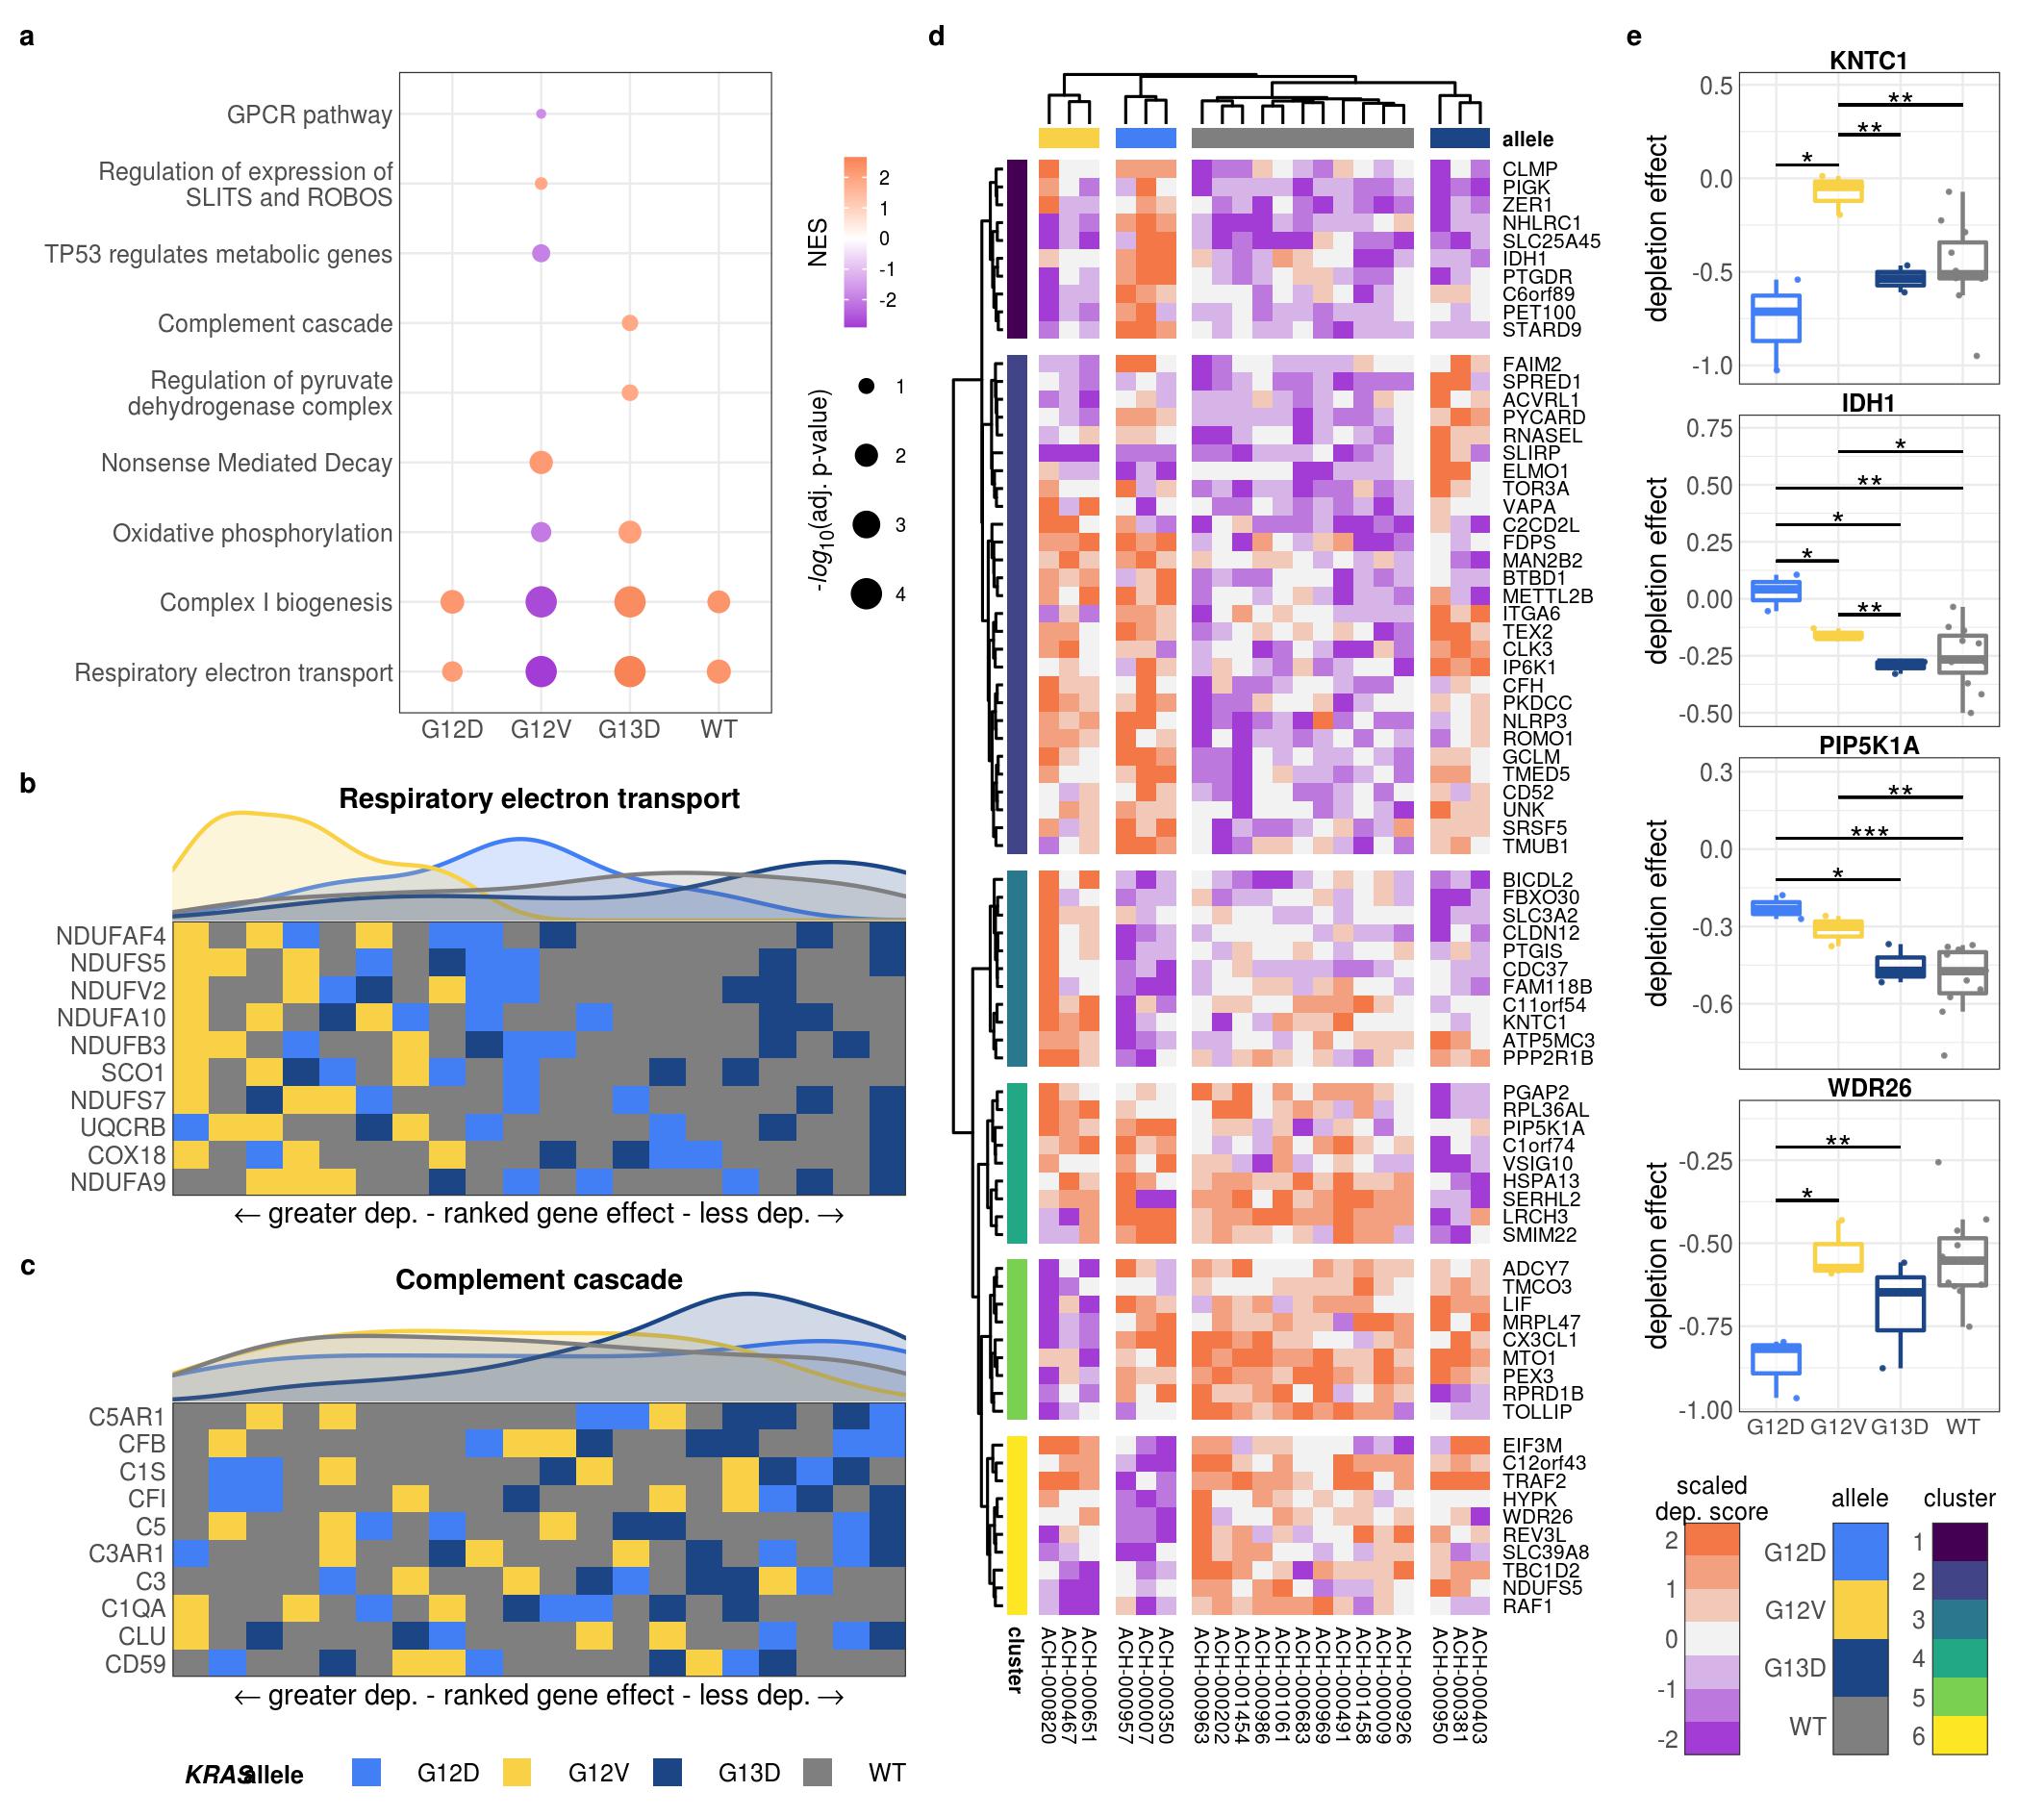 a
GPCR pathway
Regulation of expression of
SLITS and ROBOS
TP53 regulates metabolic genes
Complement cascade
Regulation of pyruvate
dehydrogenase complex
Nonsense Mediated Decay
Oxidative phosphorylation
Complex I biogenesis
Respiratory electron transport
G12D G12V G13D WT
NES
2
1
0
-1
-2
-log10(adj. p-value)
1
2
3
4
b
Respiratory electron transport
NDUFAF4
NDUFS5
NDUFV2
NDUFA10
NDUFB3
SCO1
NDUFS7
UQCRB
COX18
NDUFA9
← greater dep. - ranked gene effect - less dep. →
c
Complement cascade
C5AR1
CFB
C1S
CFI
C5
C3AR1
C3
C1QA
CLU
CD59
← greater dep. - ranked gene effect - less dep. →
KRAS allele G12D G12V G13D WT
d
allele
CLMP
PIGK
ZER1
NHLRC1
SLC25A45
IDH1
PTGDR
C6orf89
PET100
STARD9
FAIM2
SPRED1
ACVRL1
PYCARD
RNASEL
SLIRP
ELMO1
TOR3A
VAPA
C2CD2L
FDPS
MAN2B2
BTBD1
METTL2B
ITGA6
TEX2
CLK3
IP6K1
CFH
PKDCC
NLRP3
ROMO1
GCLM
TMED5
CD52
UNK
SRSF5
TMUB1
BICDL2
FBXO30
SLC3A2
CLDN12
PTGIS
CDC37
FAM118B
C11orf54
KNTC1
ATP5MC3
PPP2R1B
PGAP2
RPL36AL
PIP5K1A
C1orf74
VSIG10
HSPA13
SERHL2
LRCH3
SMIM22
ADCY7
TMCO3
LIF
MRPL47
CX3CL1
MTO1
PEX3
RPRD1B
TOLLIP
EIF3M
C12orf43
TRAF2
HYPK
WDR26
REV3L
SLC39A8
TBC1D2
NDUFS5
RAF1
cluster
ACH-000820
ACH-000467
ACH-000651
ACH-000957
ACH-000007
ACH-000350
ACH-000963
ACH-000202
ACH-001454
ACH-000986
ACH-001061
ACH-000683
ACH-000969
ACH-000491
ACH-001458
ACH-000009
ACH-000926
ACH-000950
ACH-000381
ACH-000403
e
KNTC1
depletion effect
0.5
0.0
-0.5
-1.0
**
**
*
IDH1
depletion effect
0.75
0.50
0.25
0.00
-0.25
-0.50
*
**
*
*
**
PIP5K1A
depletion effect
0.3
0.0
-0.3
-0.6
**
***
*
WDR26
depletion effect
-0.25
-0.50
-0.75
-1.00
**
*
G12D G12V G13D WT
scaled
dep. score
2
1
0
-1
-2
allele
G12D
G12V
G13D
WT
cluster
1
2
3
4
5
6